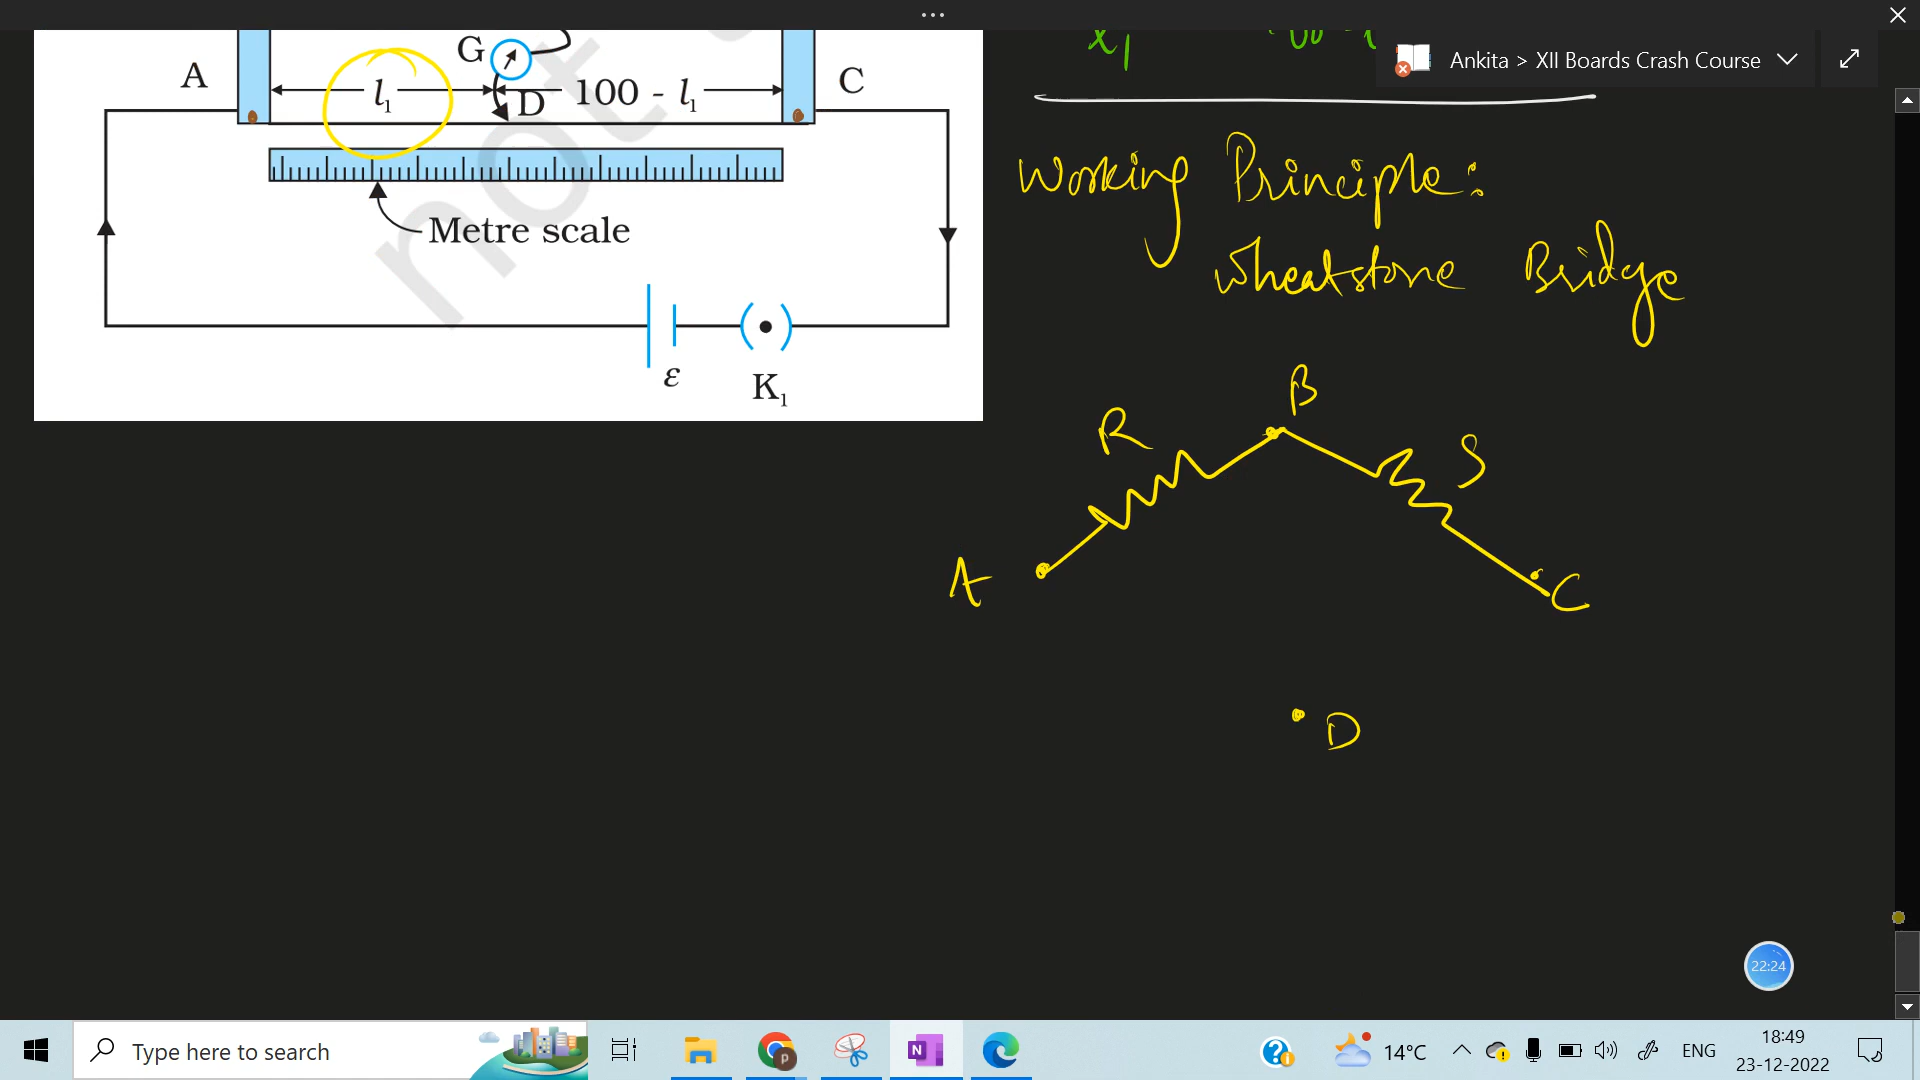 Ankita > XII Boards Crash Course
G
A
l₁
D
100 - l₁
C
not
Metre scale
ε
K₁
Working Principle:
Wheatstone Bridge
B
R
S
A
C
D
22:24
Type here to search
14°C
ENG
18:49
23-12-2022